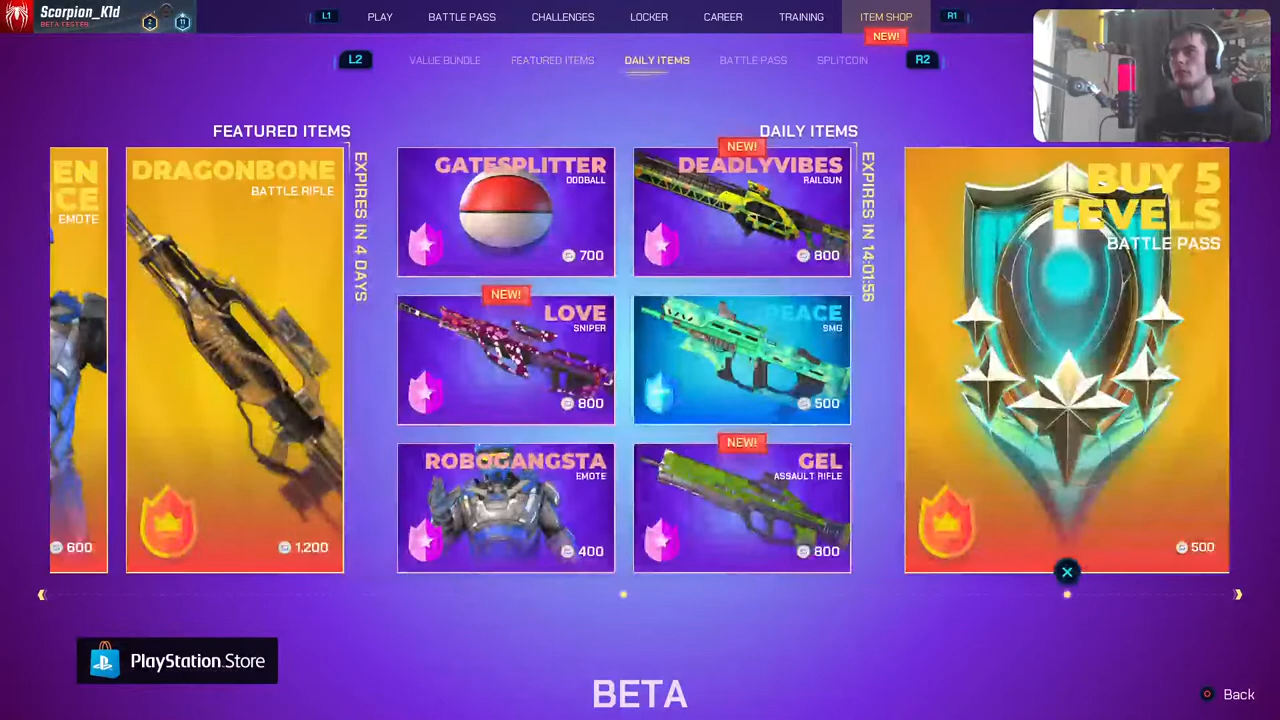 Scorpion_K1d
BETA TESTER
2
11
L1
PLAY
BATTLE PASS
CHALLENGES
LOCKER
CAREER
TRAINING
ITEM SHOP
R1
NEW!
L2
VALUE BUNDLE
FEATURED ITEMS
DAILY ITEMS
BATTLE PASS
SPLITCOIN
R2
FEATURED ITEMS
EN
CE
EMOTE
600
DRAGONBONE
BATTLE RIFLE
1,200
EXPIRES IN 4 DAYS
DAILY ITEMS
GATESPLITTER
ODDBALL
700
NEW!
DEADLYVIBES
RAILGUN
800
NEW!
LOVE
SNIPER
800
PEACE
SMG
500
ROBOGANGSTA
EMOTE
400
NEW!
GEL
ASSAULT RIFLE
800
EXPIRES IN 14:01:56
BUY 5
LEVELS
BATTLE PASS
500
PlayStation.Store
BETA
Back